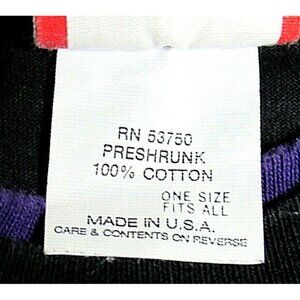 RN 53750
PRESHRUNK
100% COTTON
ONE SIZE
FITS ALL
MADE IN U.S.A.
CARE & CONTENTS ON REVERSE